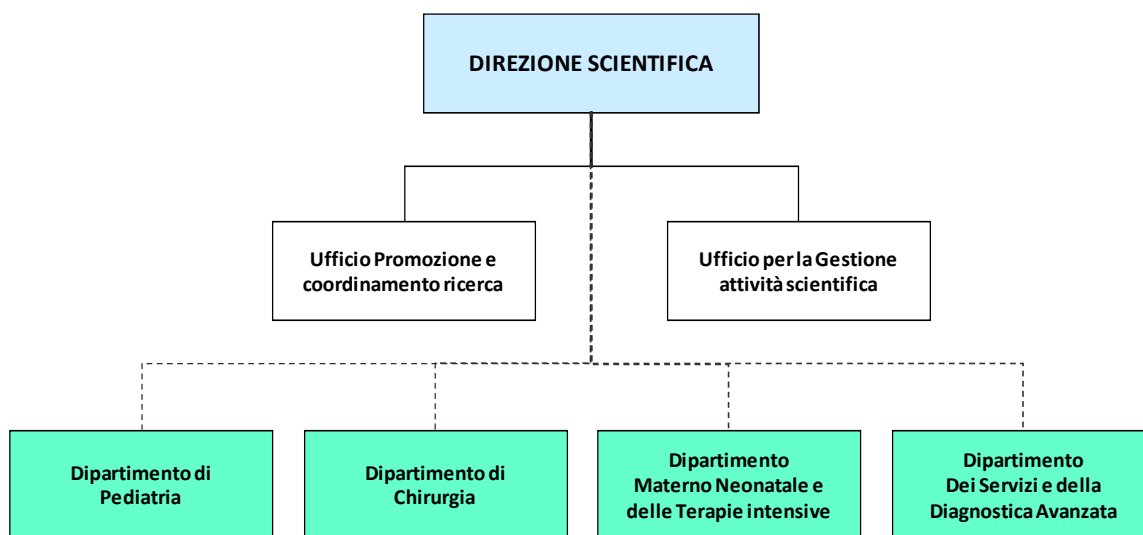 DIREZIONE SCIENTIFICA
Ufficio Promozione e
coordinamento ricerca
Ufficio per la Gestione
attività scientifica
Dipartimento di
Pediatria
Dipartimento di
Chirurgia
Dipartimento
Materno Neonatale e
delle Terapie intensive
Dipartimento
Dei Servizi e della
Diagnostica Avanzata